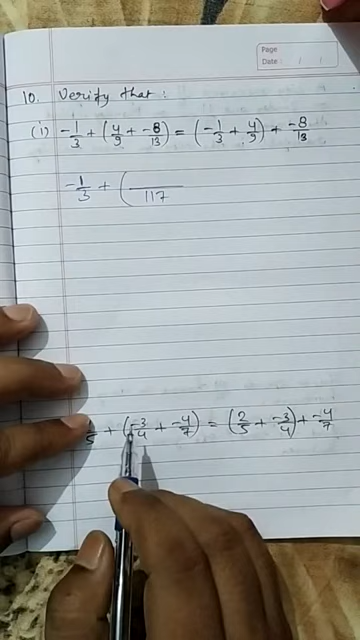 Page
Date / /
10. Verify that :
(i) -1/3 + (4/9 + -8/13) = (-1/3 + 4/9) + -8/13
-1/3 + ( /117
/5 + (-3/4 + -4/7) = (2/5 + -3/4) + -4/7